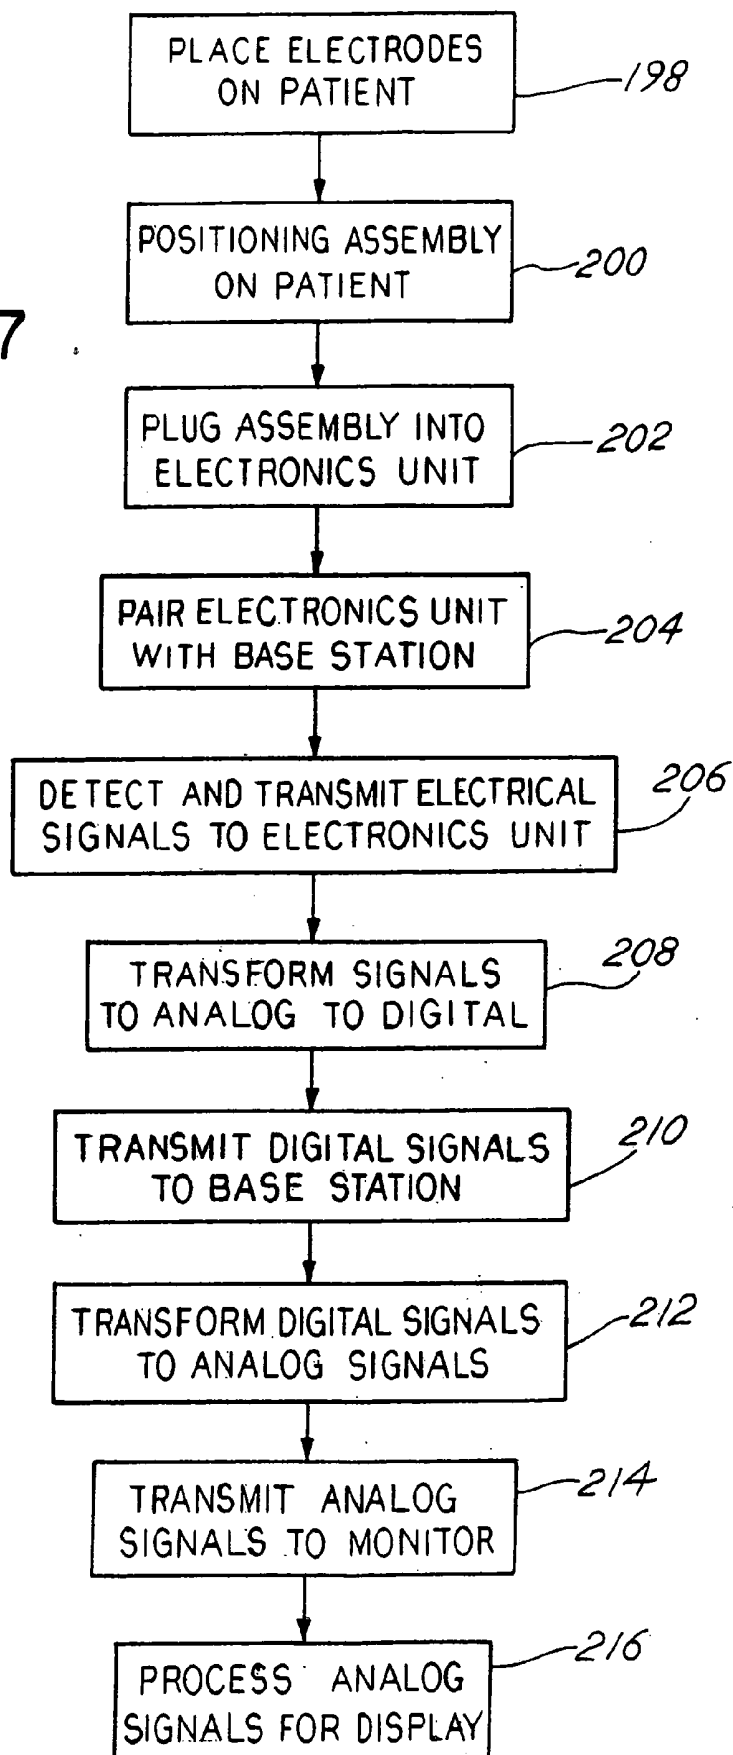 PLACE ELECTRODES
ON PATIENT
198
POSITIONING ASSEMBLY
ON PATIENT
200
7
PLUG ASSEMBLY INTO
ELECTRONICS UNIT
202
PAIR ELECTRONICS UNIT
WITH BASE STATION
204
DETECT AND TRANSMIT ELECTRICAL
SIGNALS TO ELECTRONICS UNIT
206
TRANSFORM SIGNALS
TO ANALOG TO DIGITAL
208
TRANSMIT DIGITAL SIGNALS
TO BASE STATION
210
TRANSFORM DIGITAL SIGNALS
TO ANALOG SIGNALS
212
TRANSMIT ANALOG
SIGNALS TO MONITOR
214
PROCESS ANALOG
SIGNALS FOR DISPLAY
216